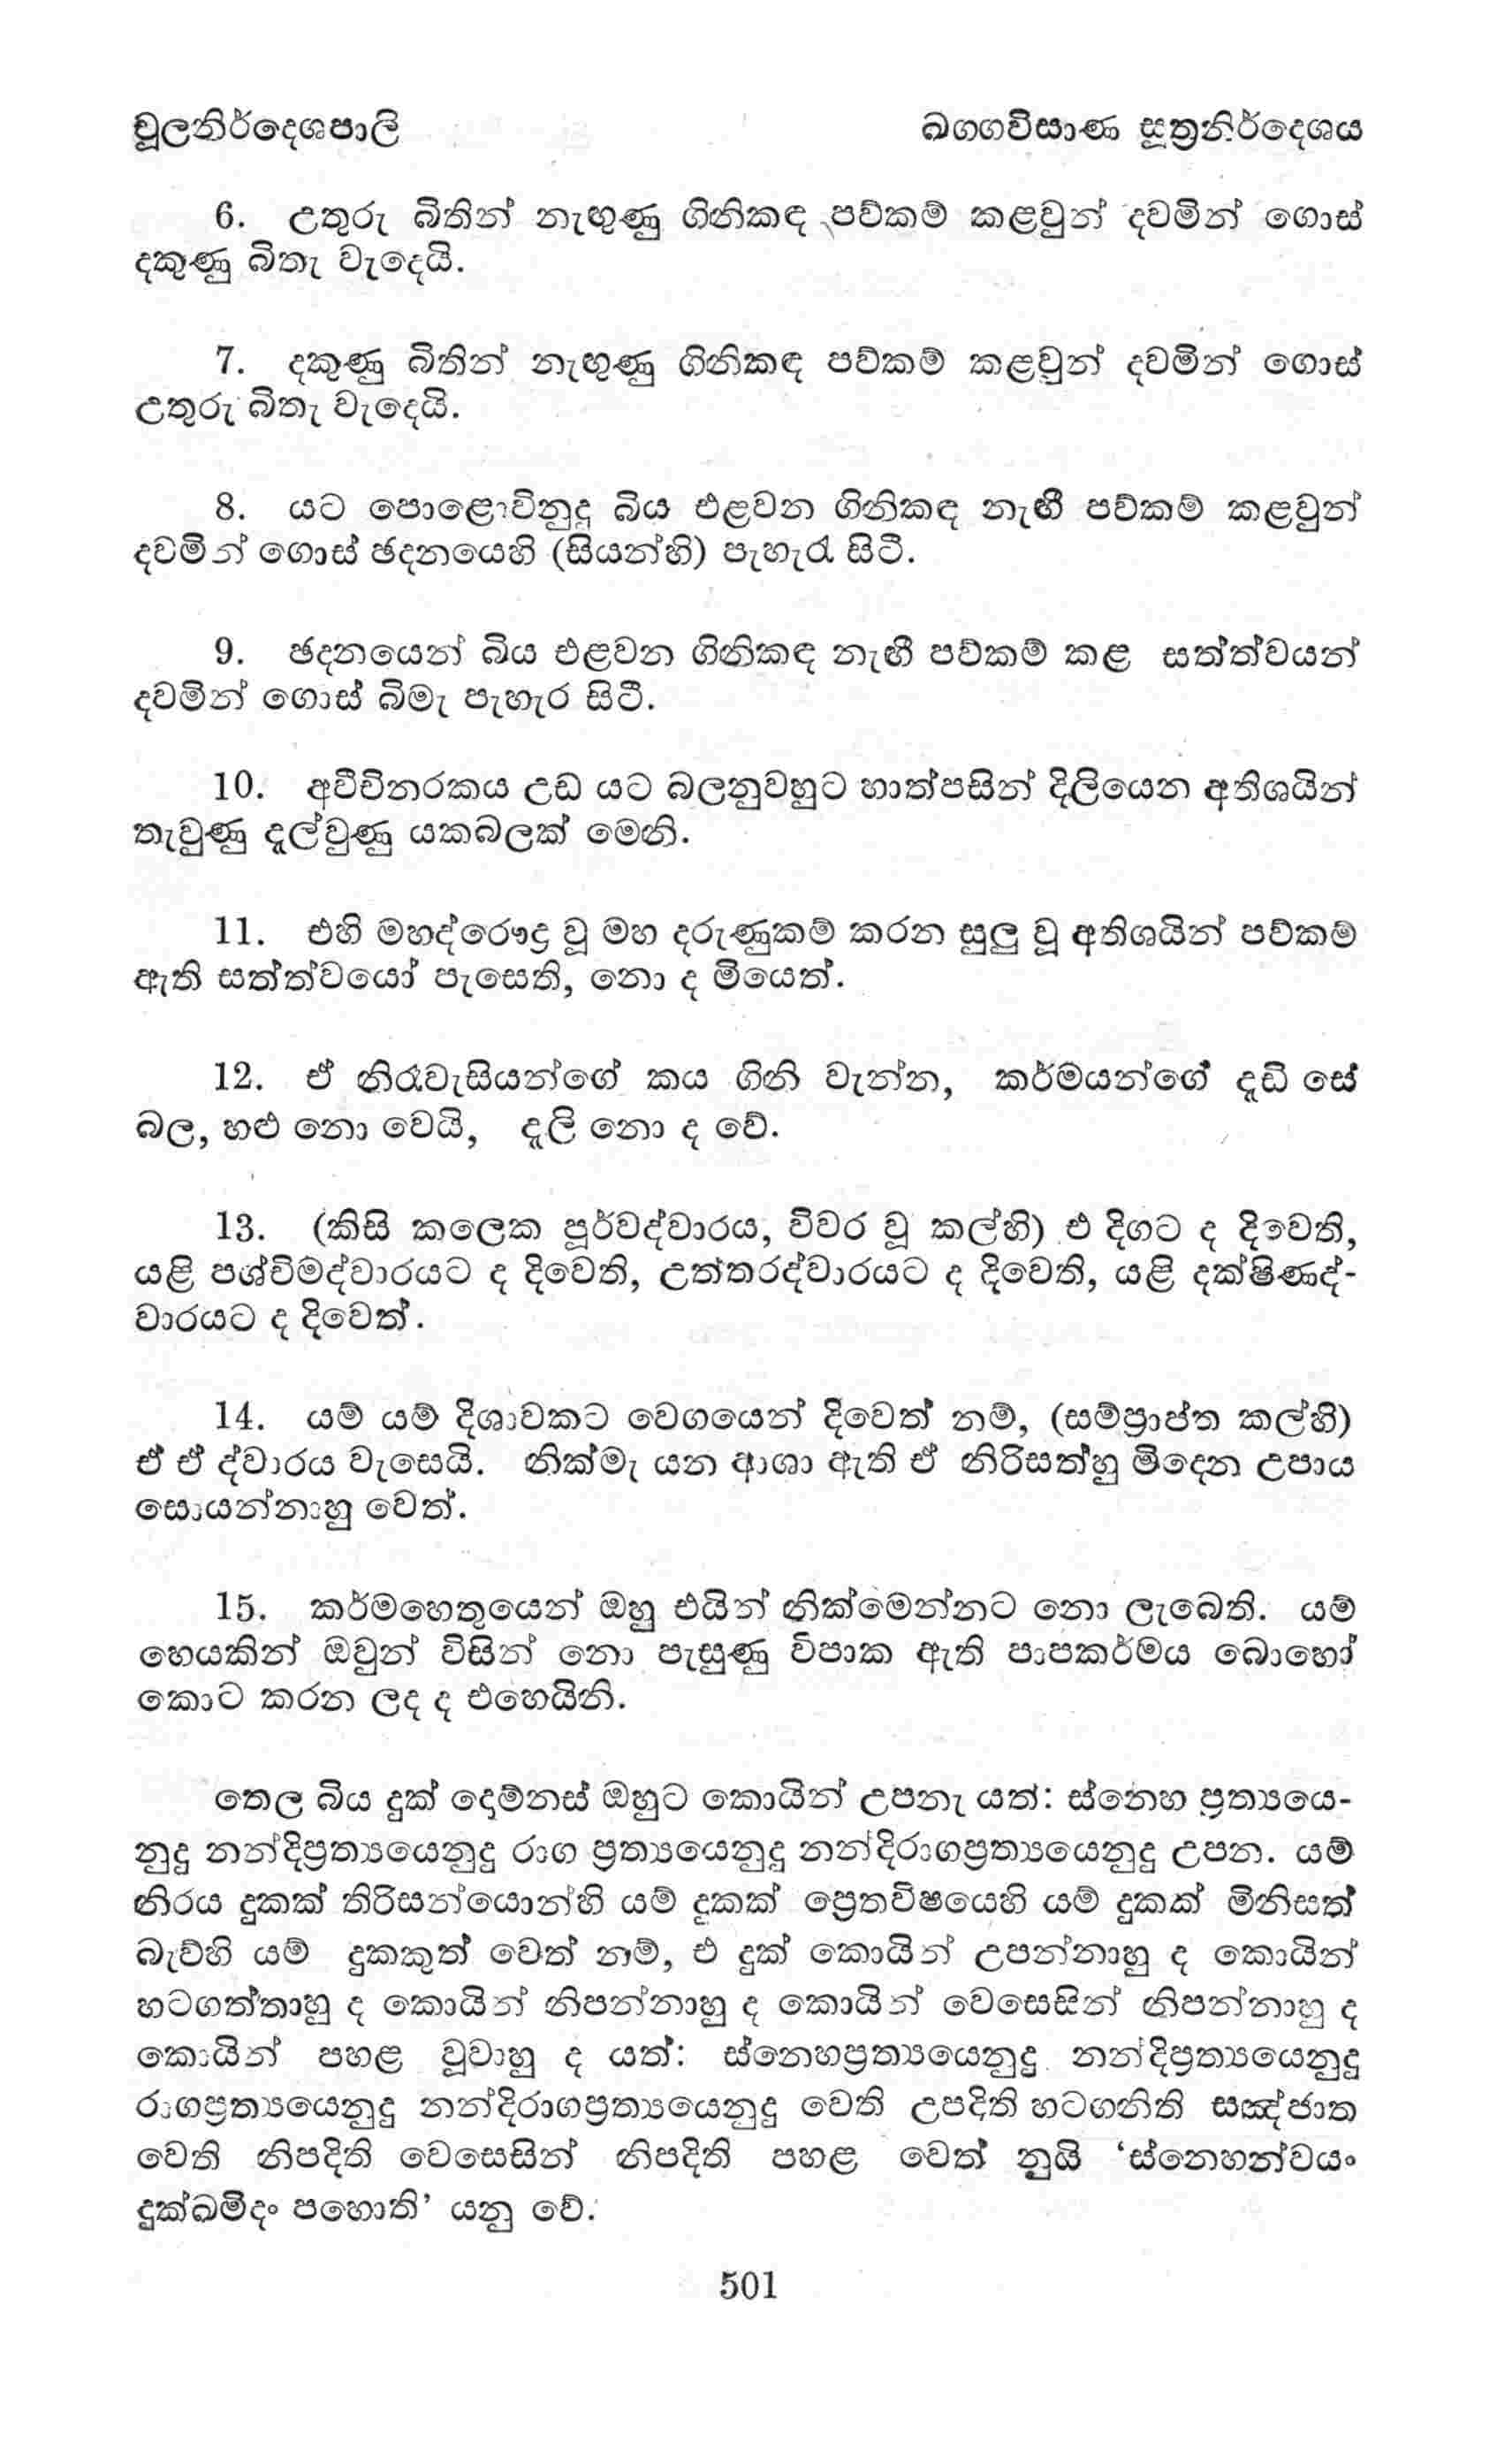 චූලනිර්දෙශපාලි
ඛග්ගවිසාණ සූත්‍රනිර්දෙශය
6. උතුරු බිතින් නැඟුණු ගිනිකඳ පව්කම් කළවුන් දවමින් ගොස්
දකුණු බිතැ වැදෙයි.
7. දකුණු බිතින් නැඟුණු ගිනිකඳ පව්කම් කළවුන් දවමින් ගොස්
උතුරු බිතැ වැදෙයි.
8. යට පොළොවිනුදු බිය එළවන ගිනිකඳ නැඟී පව්කම් කළවුන්
දවමින් ගොස් ඡදනයෙහි (සියන්හි) පැහැරැ සිටී.
9. ඡදනයෙන් බිය එළවන ගිනිකඳ නැඟී පව්කම් කළ සත්ත්වයන්
දවමින් ගොස් බිමැ පැහැර සිටී.
10. අවීචිනරකය උඩ යට බලනුවහුට හාත්පසින් දිලියෙන අතිශයින්
තැවුණු දැල්වුණු යකබලක් මෙනි.
11. එහි මහද්රෞද්‍ර වූ මහ දරුණුකම් කරන සුලු වූ අතිශයින් පව්කම්
ඇති සත්ත්වයෝ පැසෙති, නො ද මියෙත්.
12. ඒ නිරැවැසියන්ගේ කය ගිනි වැන්න, කර්මයන්ගේ දැඩි සේ
බල, හළු නො වෙයි, දැලි නො ද වේ.
13. (කිසි කලෙක පූර්වද්වාරය, විවර වූ කල්හි) එ දිගට ද දිවෙති,
යළි පශ්චිමද්වාරයට ද දිවෙති, උත්තරද්වාරයට ද දිවෙති, යළි දක්ෂිණද්-
වාරයට ද දිවෙත්.
14. යම් යම් දිශාවකට වෙගයෙන් දිවෙත් නම්, (සම්ප්‍රාප්ත කල්හි)
ඒ ඒ ද්වාරය වැසෙයි. නික්මැ යන ආශා ඇති ඒ නිරිසත්හු මිදෙන උපාය
සොයන්නාහු වෙත්.
15. කර්මහෙතුයෙන් ඔහු එයින් නික්මෙන්නට නො ලැබෙති. යම්
හෙයකින් ඔවුන් විසින් නො පැසුණු විපාක ඇති පාපකර්මය බොහෝ
කොට කරන ලද ද එහෙයිනි.
තෙල බිය දුක් දොම්නස් ඔහුට කොයින් උපනැ යත්: ස්නෙහ ප්‍රත්‍යයෙ-
නුදු නන්දිප්‍රත්‍යයෙනුදු රාග ප්‍රත්‍යයෙනුදු නන්දිරාගප්‍රත්‍යයෙනුදු උපන. යම්
නිරය දුකක් තිරිසන්යොන්හි යම් දුකක් ප්‍රෙතවිෂයෙහි යම් දුකක් මිනිසත්
බැව්හි යම් දුකකුත් වෙත් නම්, එ දුක් කොයින් උපන්නාහු ද කොයින්
හටගත්තාහු ද කොයින් නිපන්නාහු ද කොයින් වෙසෙසින් නිපන්නාහු ද
කොයින් පහළ වූවාහු ද යත්: ස්නෙහප්‍රත්‍යයෙනුදු නන්දිප්‍රත්‍යයෙනුදු
රාගප්‍රත්‍යයෙනුදු නන්දිරාගප්‍රත්‍යයෙනුදු වෙති උපදිති හටගනිති සඤ්ජාත
වෙති නිපදිති වෙසෙසින් නිපදිති පහළ වෙත් නුයි ‘ස්නෙහන්වයං
දුක්ඛමිදං පහොති’ යනු වේ.
501